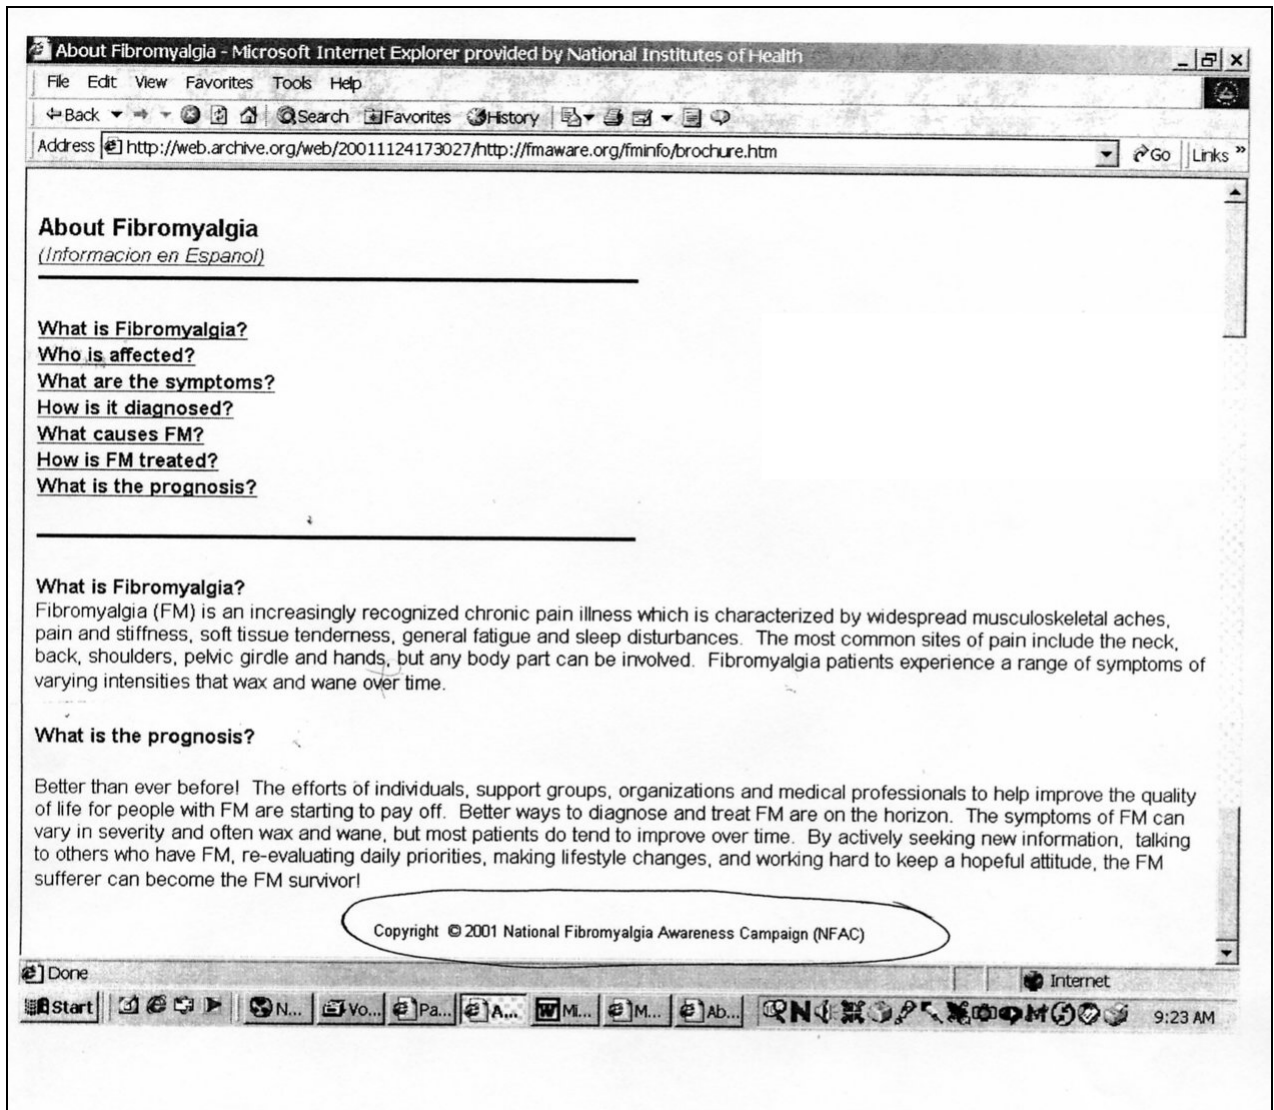 About Fibromyalgia - Microsoft Internet Explorer provided by National Institutes of Health
File Edit View Favorites Tools Help
Back Search Favorites History
Address http://web.archive.org/web/20011124173027/http://fmaware.org/fminfo/brochure.htm Go Links »
About Fibromyalgia
(Informacion en Espanol)
What is Fibromyalgia?
Who is affected?
What are the symptoms?
How is it diagnosed?
What causes FM?
How is FM treated?
What is the prognosis?
What is Fibromyalgia?
Fibromyalgia (FM) is an increasingly recognized chronic pain illness which is characterized by widespread musculoskeletal aches,
pain and stiffness, soft tissue tenderness, general fatigue and sleep disturbances. The most common sites of pain include the neck,
back, shoulders, pelvic girdle and hands, but any body part can be involved. Fibromyalgia patients experience a range of symptoms of
varying intensities that wax and wane over time.
What is the prognosis?
Better than ever before! The efforts of individuals, support groups, organizations and medical professionals to help improve the quality
of life for people with FM are starting to pay off. Better ways to diagnose and treat FM are on the horizon. The symptoms of FM can
vary in severity and often wax and wane, but most patients do tend to improve over time. By actively seeking new information, talking
to others who have FM, re-evaluating daily priorities, making lifestyle changes, and working hard to keep a hopeful attitude, the FM
sufferer can become the FM survivor!
Copyright © 2001 National Fibromyalgia Awareness Campaign (NFAC)
Done Internet
Start N... Vo... Pa... A... Mi... M... Ab... 9:23 AM